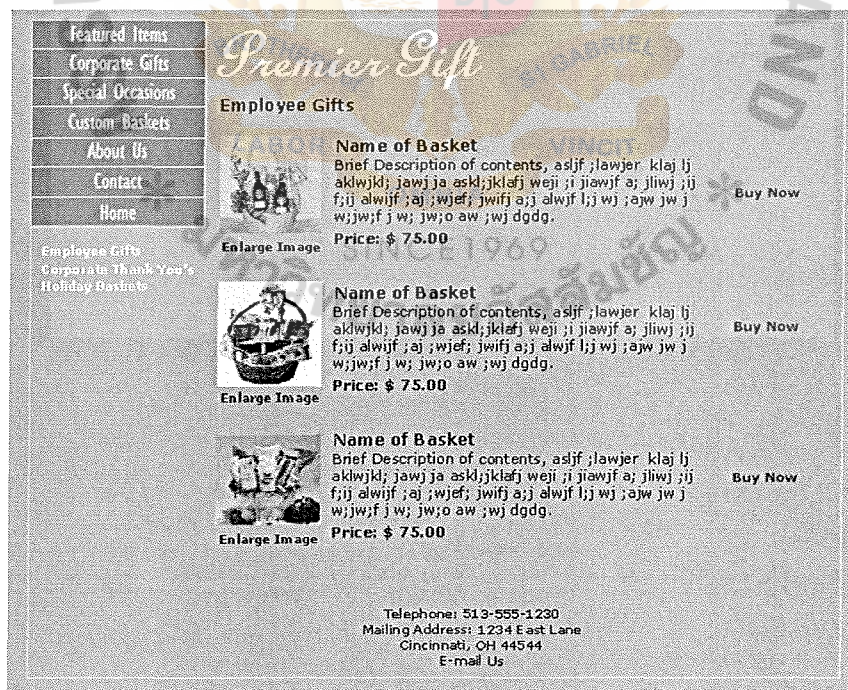 Featured Items
Corporate Gifts
Special Occasions
Custom Baskets
About Us
Contact
Home
Employee Gifts
Corporate Thank You's
Holiday Baskets
Premier Gift
Employee Gifts
Name of Basket
Brief Description of contents, asljf ;lawjer klaj lj
aklwjkl; jawj ja askl;jklafj weji ;i jiawjf a; jliwj ;ij
f;ij alwijf ;aj ;wjef; jwifj a;j alwjf l;j wj ;ajw jw j
w;jw;f j w; jw;o aw ;wj dgdg.
Price: $ 75.00
Enlarge Image
Buy Now
Name of Basket
Brief Description of contents, asljf ;lawjer klaj lj
aklwjkl; jawj ja askl;jklafj weji ;i jiawjf a; jliwj ;ij
f;ij alwijf ;aj ;wjef; jwifj a;j alwjf l;j wj ;ajw jw j
w;jw;f j w; jw;o aw ;wj dgdg.
Price: $ 75.00
Enlarge Image
Buy Now
Name of Basket
Brief Description of contents, asljf ;lawjer klaj lj
aklwjkl; jawj ja askl;jklafj weji ;i jiawjf a; jliwj ;ij
f;ij alwijf ;aj ;wjef; jwifj a;j alwjf l;j wj ;ajw jw j
w;jw;f j w; jw;o aw ;wj dgdg.
Price: $ 75.00
Enlarge Image
Buy Now
Telephone: 513-555-1230
Mailing Address: 1234 East Lane
Cincinnati, OH 44544
E-mail Us
ST GABRIEL
LABOR
VINCIT
SINCE 1969